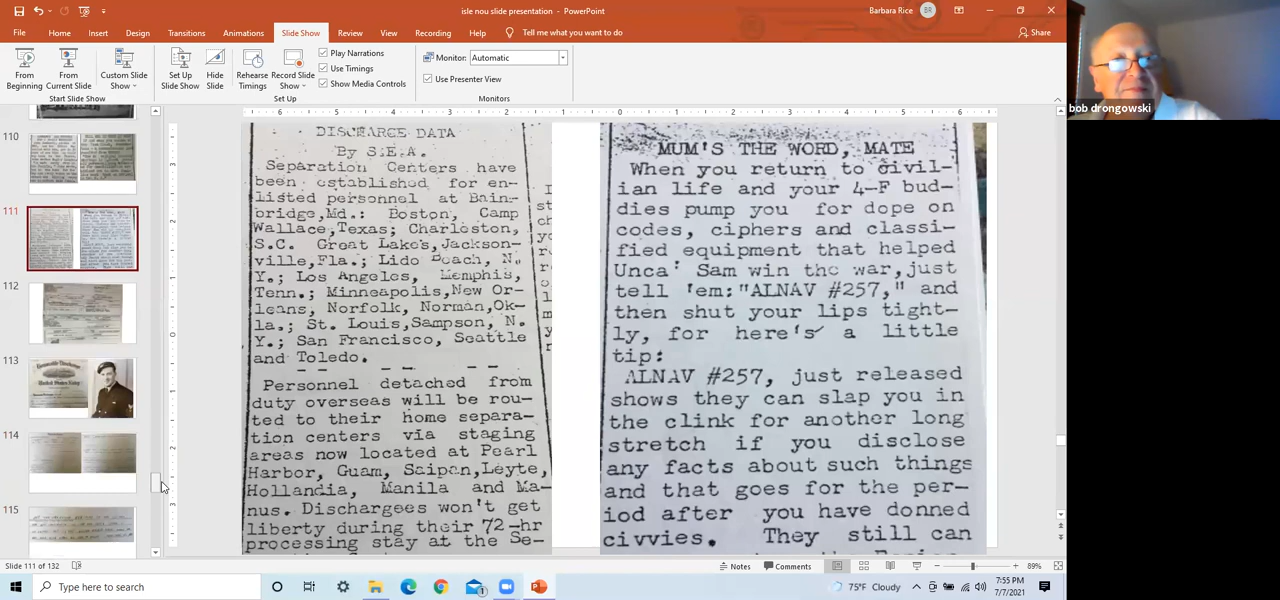 isle nou slide presentation - PowerPoint
Barbara Rice
BR
File Home Insert Design Transitions Animations Slide Show Review View Recording Help Tell me what you want to do
Share
From Beginning
From Current Slide
Custom Slide Show
Start Slide Show
Set Up Slide Show
Hide Slide
Rehearse Timings
Record Slide Show
Play Narrations
Use Timings
Show Media Controls
Set Up
Monitor: Automatic
Use Presenter View
Monitors
bob drongowski
110
111
112
113
114
115
DISCHARGE DATA
By S.E.A.
Separation Centers have
been established for en-
listed personnel at Bain-
bridge,Md.: Boston, Camp
Wallace,Texas; Charleston,
S.C. Great Lakes,Jackson-
ville,Fla.; Lido Beach, N.
Y.; Los Angeles, Memphis,
Tenn.; Minneapolis,New Or-
leans, Norfolk, Norman,Ok-
la.; St. Louis,Sampson, N.
Y.; San Francisco, Seattle
and Toledo.
-- -- --
Personnel detached from
duty overseas will be rou-
ted to their home separa-
tion centers via staging
areas now located at Pearl
Harbor, Guam, Saipan,Leyte,
Hollandia, Manila and Ma-
nus. Dischargees won't get
liberty during their 72-hr
processing stay at the Se-
MUM'S THE WORD, MATE
When you return to civil-
ian life and your 4-F bud-
dies pump you for dope on
codes, ciphers and classi-
fied equipment that helped
Unca' Sam win the war,just
tell 'em:"ALNAV #257," and
then shut your lips tight-
ly, for here's a little
tip:
ALNAV #257, just released
shows they can slap you in
the clink for another long
stretch if you disclose
any facts about such things
and that goes for the per-
iod after you have donned
civvies. They still can
Slide 111 of 132
Notes
Comments
89%
Type here to search
75°F Cloudy
7:55 PM
7/7/2021